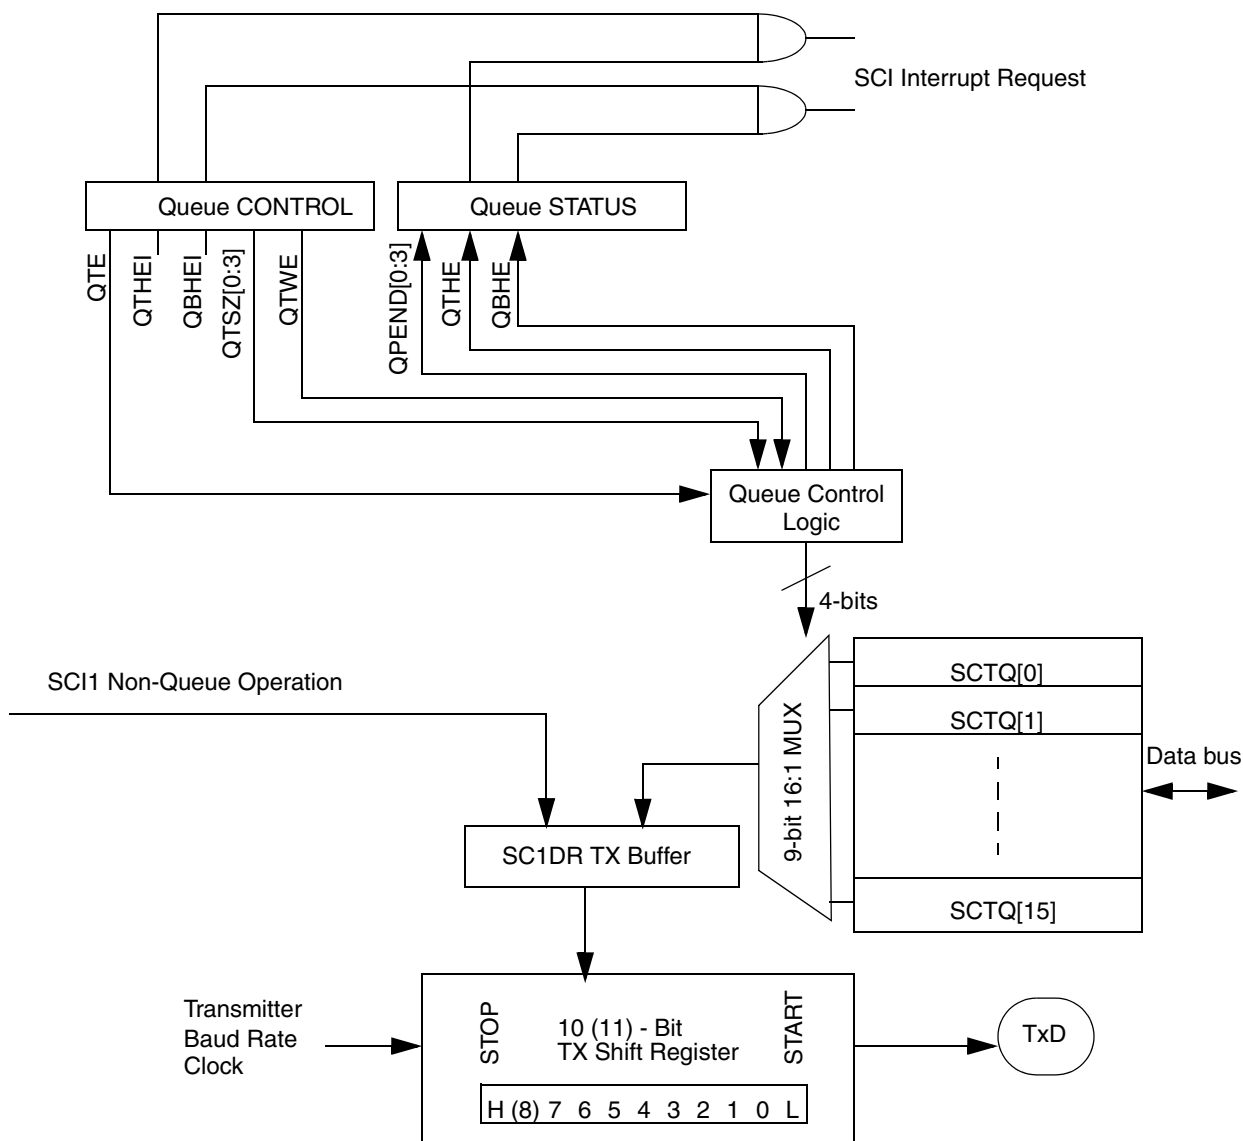 SCI Interrupt Request
Queue CONTROL
Queue STATUS
QTE
QTHEI
QBHEI
QTSZ[0:3]
QTWE
QPEND[0:3]
QTHE
QBHE
Queue Control
Logic
4-bits
SCI1 Non-Queue Operation
9-bit 16:1 MUX
SCTQ[0]
SCTQ[1]
SCTQ[15]
Data bus
SC1DR TX Buffer
Transmitter
Baud Rate
Clock
STOP
10 (11) - Bit
TX Shift Register
START
H (8) 7 6 5 4 3 2 1 0 L
TxD